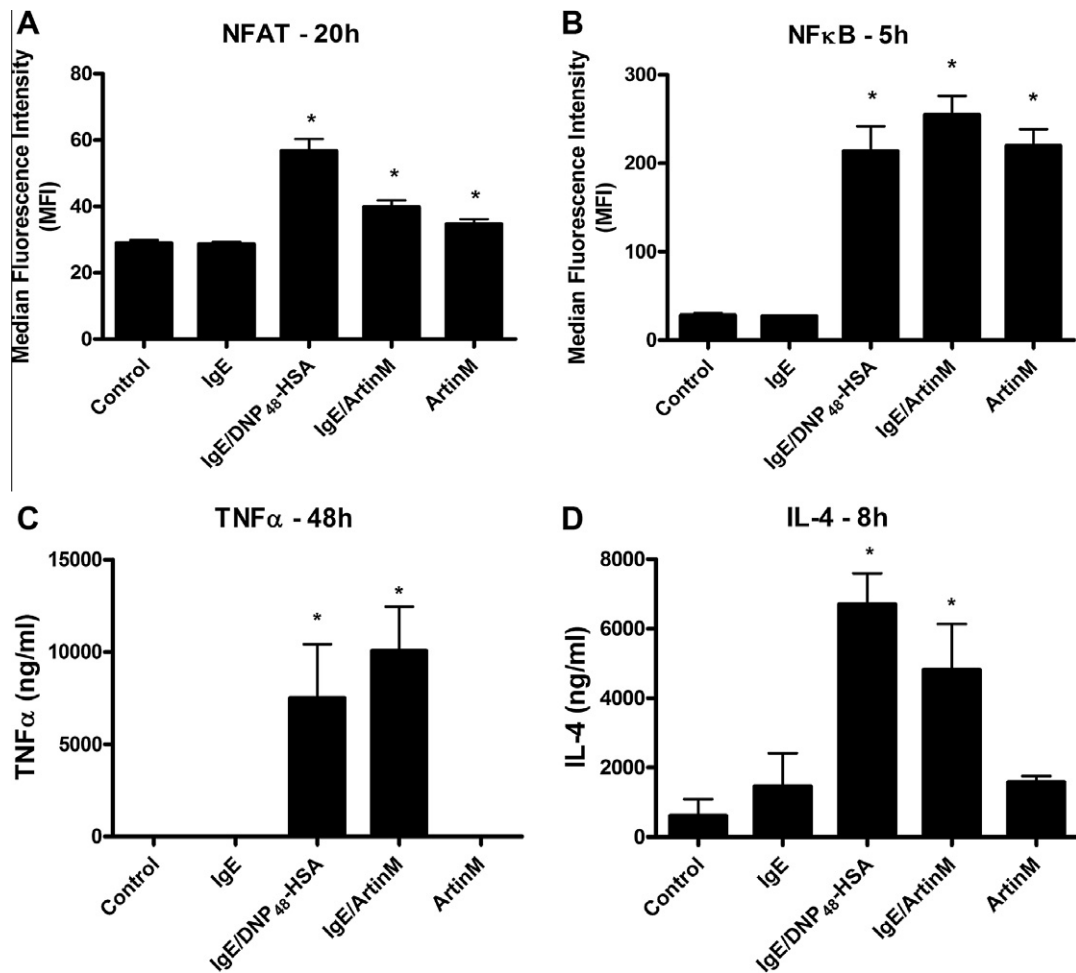 A
NFAT - 20h
Median Fluorescence Intensity
(MFI)
80
60
40
20
0
Control
IgE
IgE/DNP₄₈-HSA
IgE/ArtinM
ArtinM
B
NFκB - 5h
Median Fluorescence Intensity
(MFI)
300
200
100
0
Control
IgE
IgE/DNP₄₈-HSA
IgE/ArtinM
ArtinM
C
TNFα - 48h
TNFα (ng/ml)
15000
10000
5000
0
Control
IgE
IgE/DNP₄₈-HSA
IgE/ArtinM
ArtinM
D
IL-4 - 8h
IL-4 (ng/ml)
8000
6000
4000
2000
0
Control
IgE
IgE/DNP₄₈-HSA
IgE/ArtinM
ArtinM